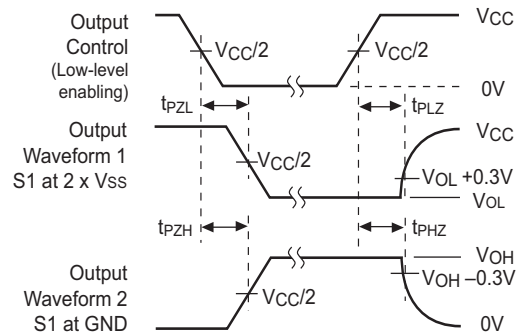 Output
Control
(Low-level
enabling)
VCC
VCC/2
VCC/2
0V
tPZL
tPLZ
Output
Waveform 1
S1 at 2 x VSS
VCC
VCC/2
VOL +0.3V
VOL
tPZH
tPHZ
Output
Waveform 2
S1 at GND
VOH
VOH –0.3V
VCC/2
0V